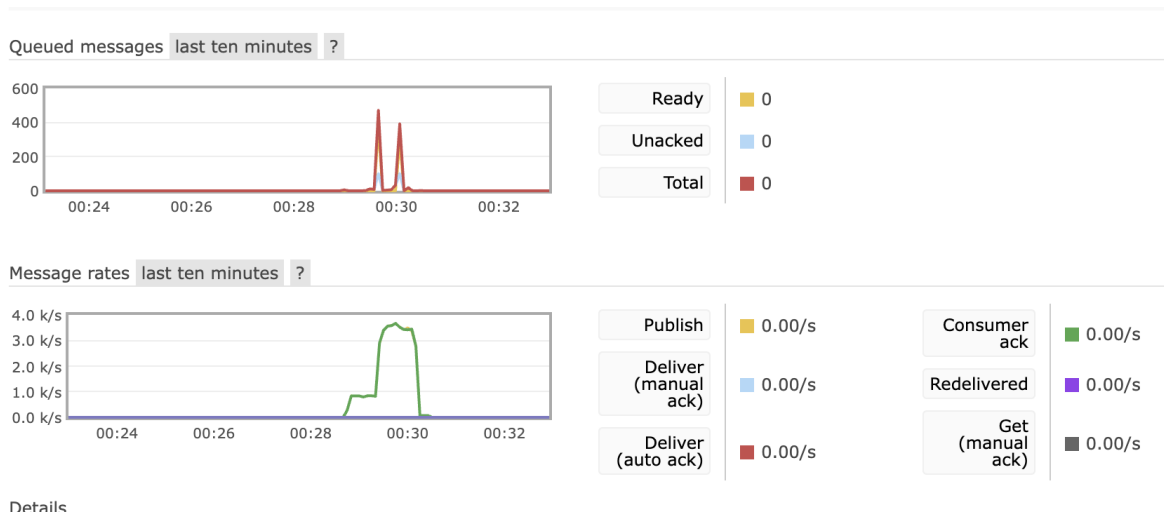 Queued messages last ten minutes ?
600
400
200
0
00:24 00:26 00:28 00:30 00:32
Ready 0
Unacked 0
Total 0
Message rates last ten minutes ?
4.0 k/s
3.0 k/s
2.0 k/s
1.0 k/s
0.0 k/s
00:24 00:26 00:28 00:30 00:32
Publish 0.00/s
Deliver
(manual
ack) 0.00/s
Deliver
(auto ack) 0.00/s
Consumer
ack 0.00/s
Redelivered 0.00/s
Get
(manual
ack) 0.00/s
Details